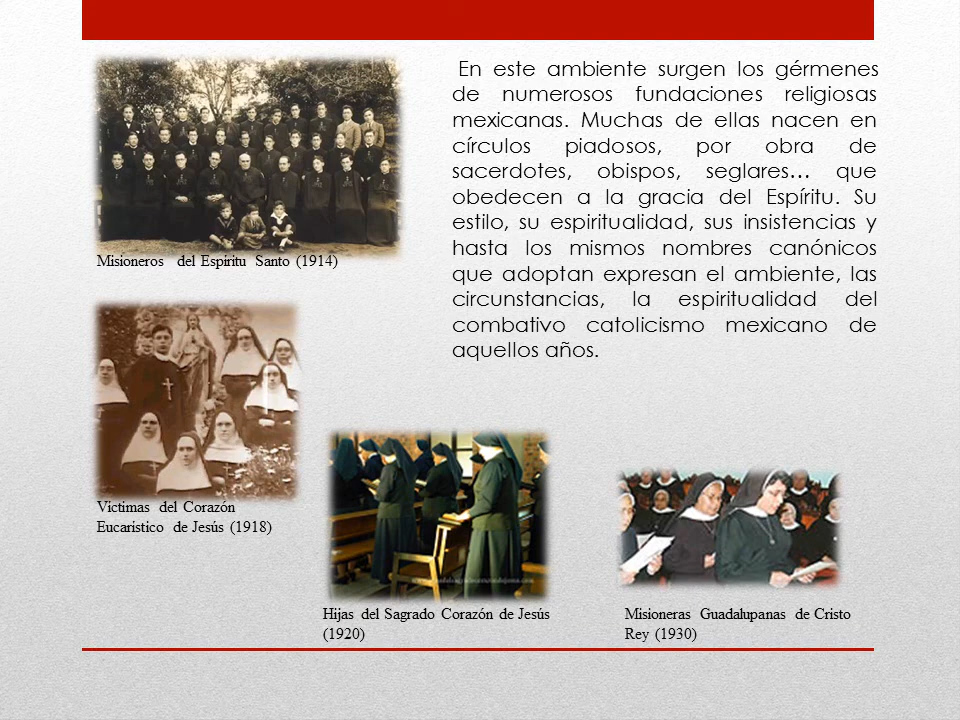 En este ambiente surgen los gérmenes
de numerosos fundaciones religiosas
mexicanas. Muchas de ellas nacen en
círculos piadosos, por obra de
sacerdotes, obispos, seglares… que
obedecen a la gracia del Espíritu. Su
estilo, su espiritualidad, sus insistencias y
hasta los mismos nombres canónicos
que adoptan expresan el ambiente, las
circunstancias, la espiritualidad del
combativo catolicismo mexicano de
aquellos años.
Misioneros del Espíritu Santo (1914)
Víctimas del Corazón
Eucarístico de Jesús (1918)
Hijas del Sagrado Corazón de Jesús
(1920)
Misioneras Guadalupanas de Cristo
Rey (1930)